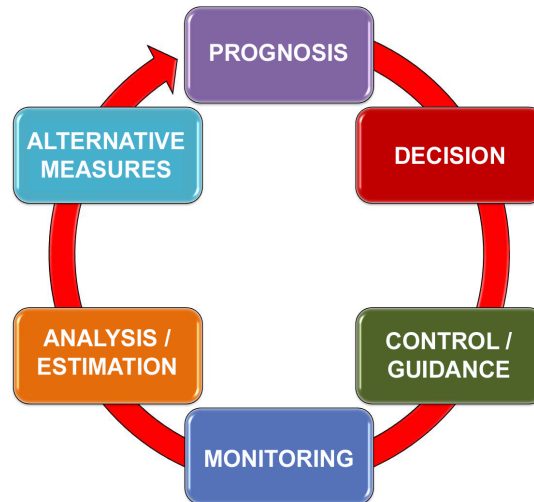 PROGNOSIS
DECISION
CONTROL /
GUIDANCE
MONITORING
ANALYSIS /
ESTIMATION
ALTERNATIVE
MEASURES